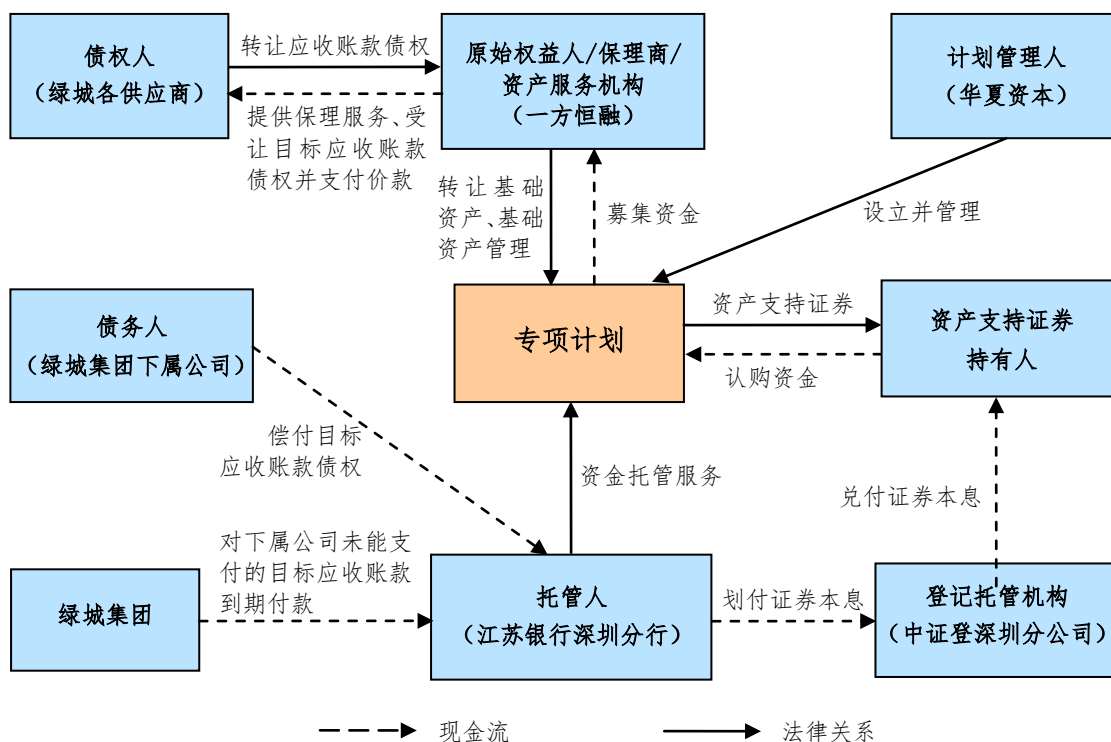 债权人
（绿城各供应商）
转让应收账款债权
提供保理服务、受
让目标应收账款
债权并支付价款
原始权益人/保理商/
资产服务机构
（一方恒融）
计划管理人
（华夏资本）
转让基础
资产、基础
资产管理
募集资金
设立并管理
债务人
（绿城集团下属公司）
专项计划
资产支持证券
认购资金
资产支持证券
持有人
偿付目标
应收账款债权
资金托管服务
兑付证券本息
绿城集团
对下属公司未能支
付的目标应收账款
到期付款
托管人
（江苏银行深圳分行）
划付证券本息
登记托管机构
（中证登深圳分公司）
现金流
法律关系